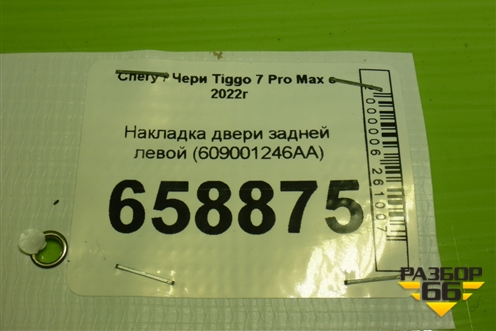 Chery / Чери Tiggo 7 Pro Max с
2022г
Накладка двери задней
левой (609001246AA)
658875
000006 261007
РАЗБОР
66